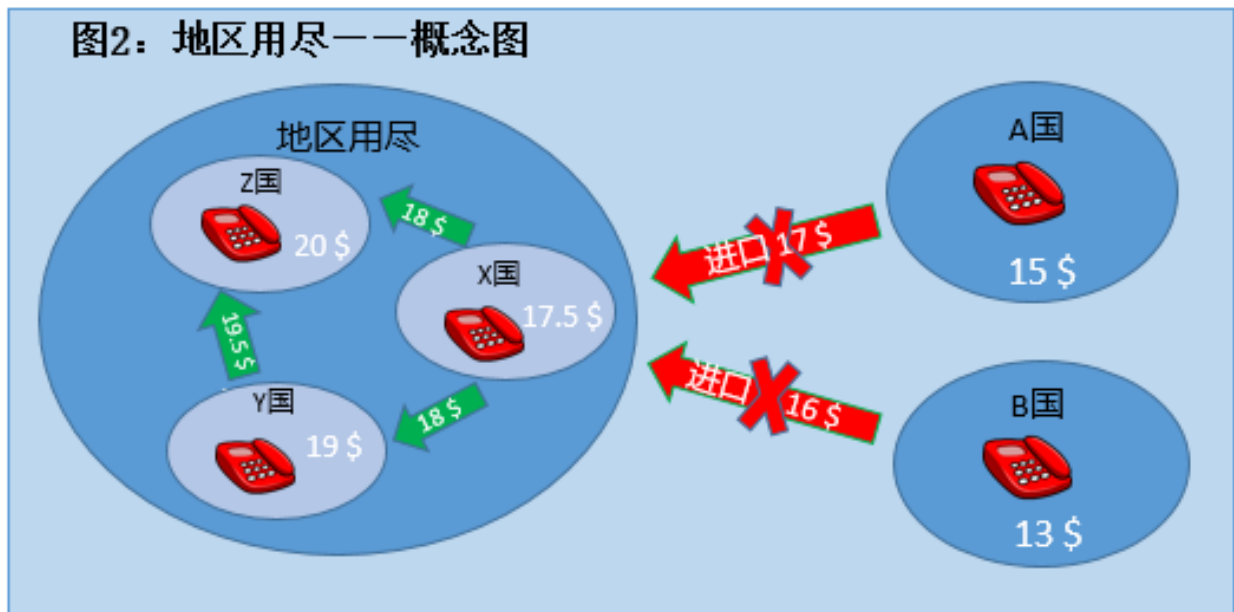 图2：地区用尽——概念图
地区用尽
Z国
20 $
18 $
X国
17.5 $
19.5 $
Y国
19 $
18 $
进口 17 $
进口 16 $
A国
15 $
B国
13 $